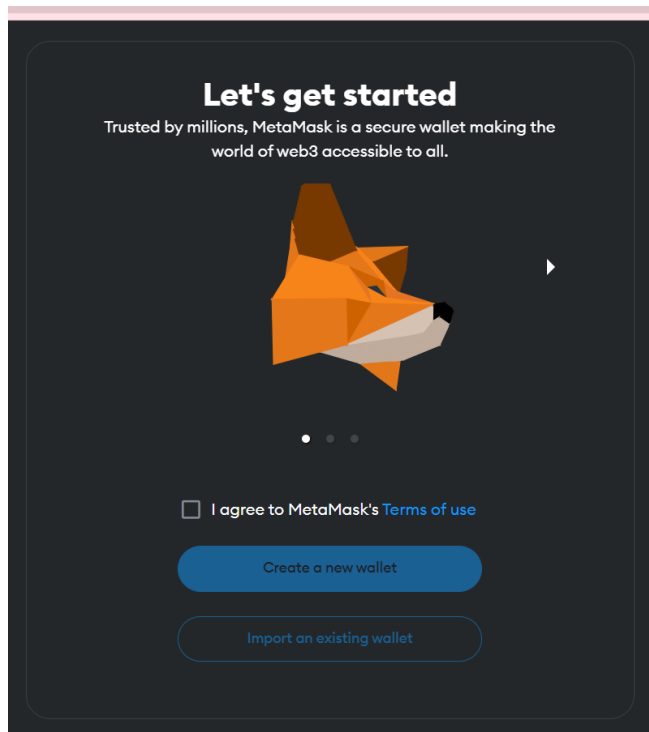 Let's get started
Trusted by millions, MetaMask is a secure wallet making the
world of web3 accessible to all.
I agree to MetaMask's Terms of use
Create a new wallet
Import an existing wallet